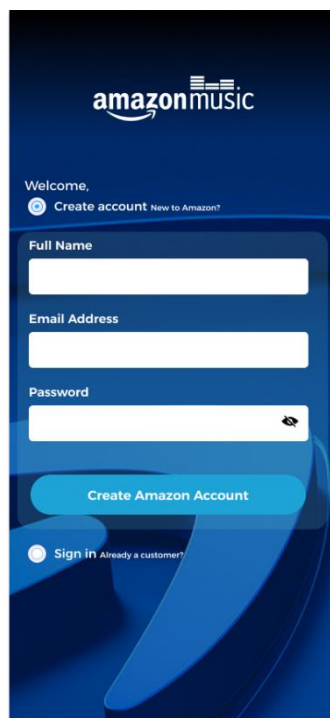 amazonmusic
Welcome,
Create account New to Amazon?
Full Name
Email Address
Password
Create Amazon Account
Sign in Already a customer?